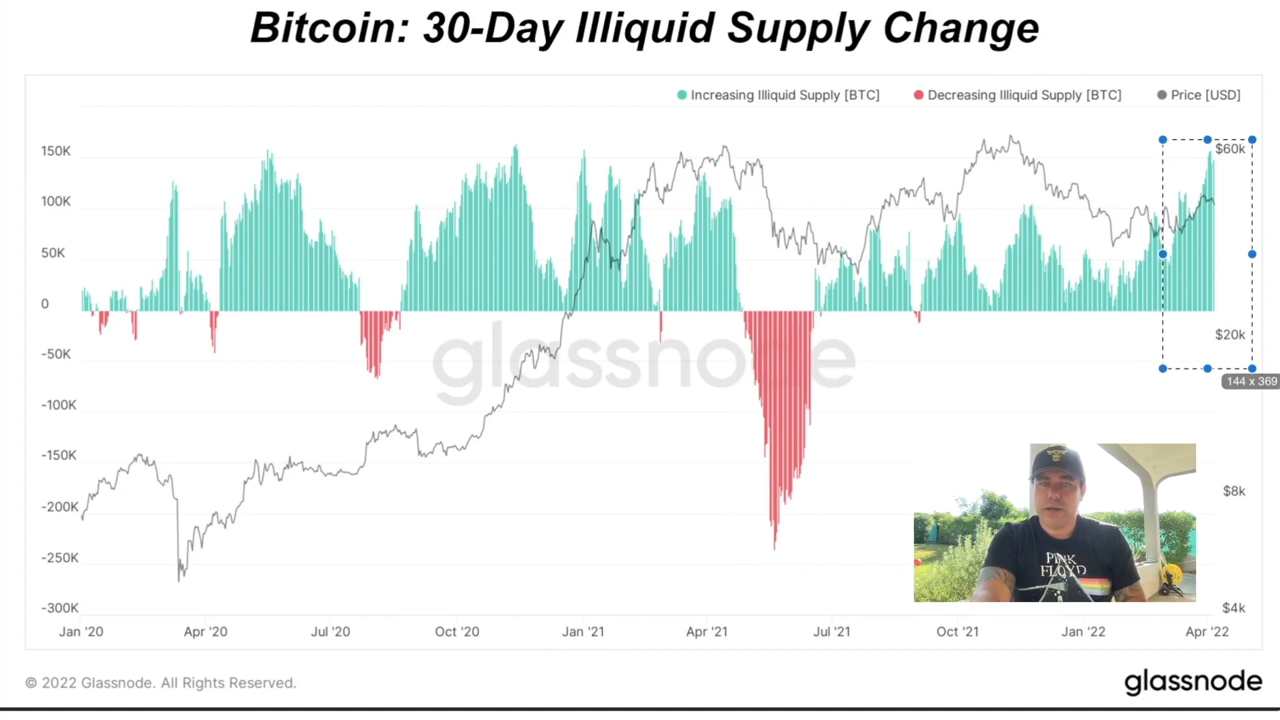 Bitcoin: 30-Day Illiquid Supply Change
Increasing Illiquid Supply [BTC] Decreasing Illiquid Supply [BTC] Price [USD]
150K
100K
50K
0
-50K
-100K
-150K
-200K
-250K
-300K
$60k
$20k
144 x 369
$8k
$4k
glassnode
PINK
FLOYD
Jan '20 Apr '20 Jul '20 Oct '20 Jan '21 Apr '21 Jul '21 Oct '21 Jan '22 Apr '22
© 2022 Glassnode. All Rights Reserved.
glassnode